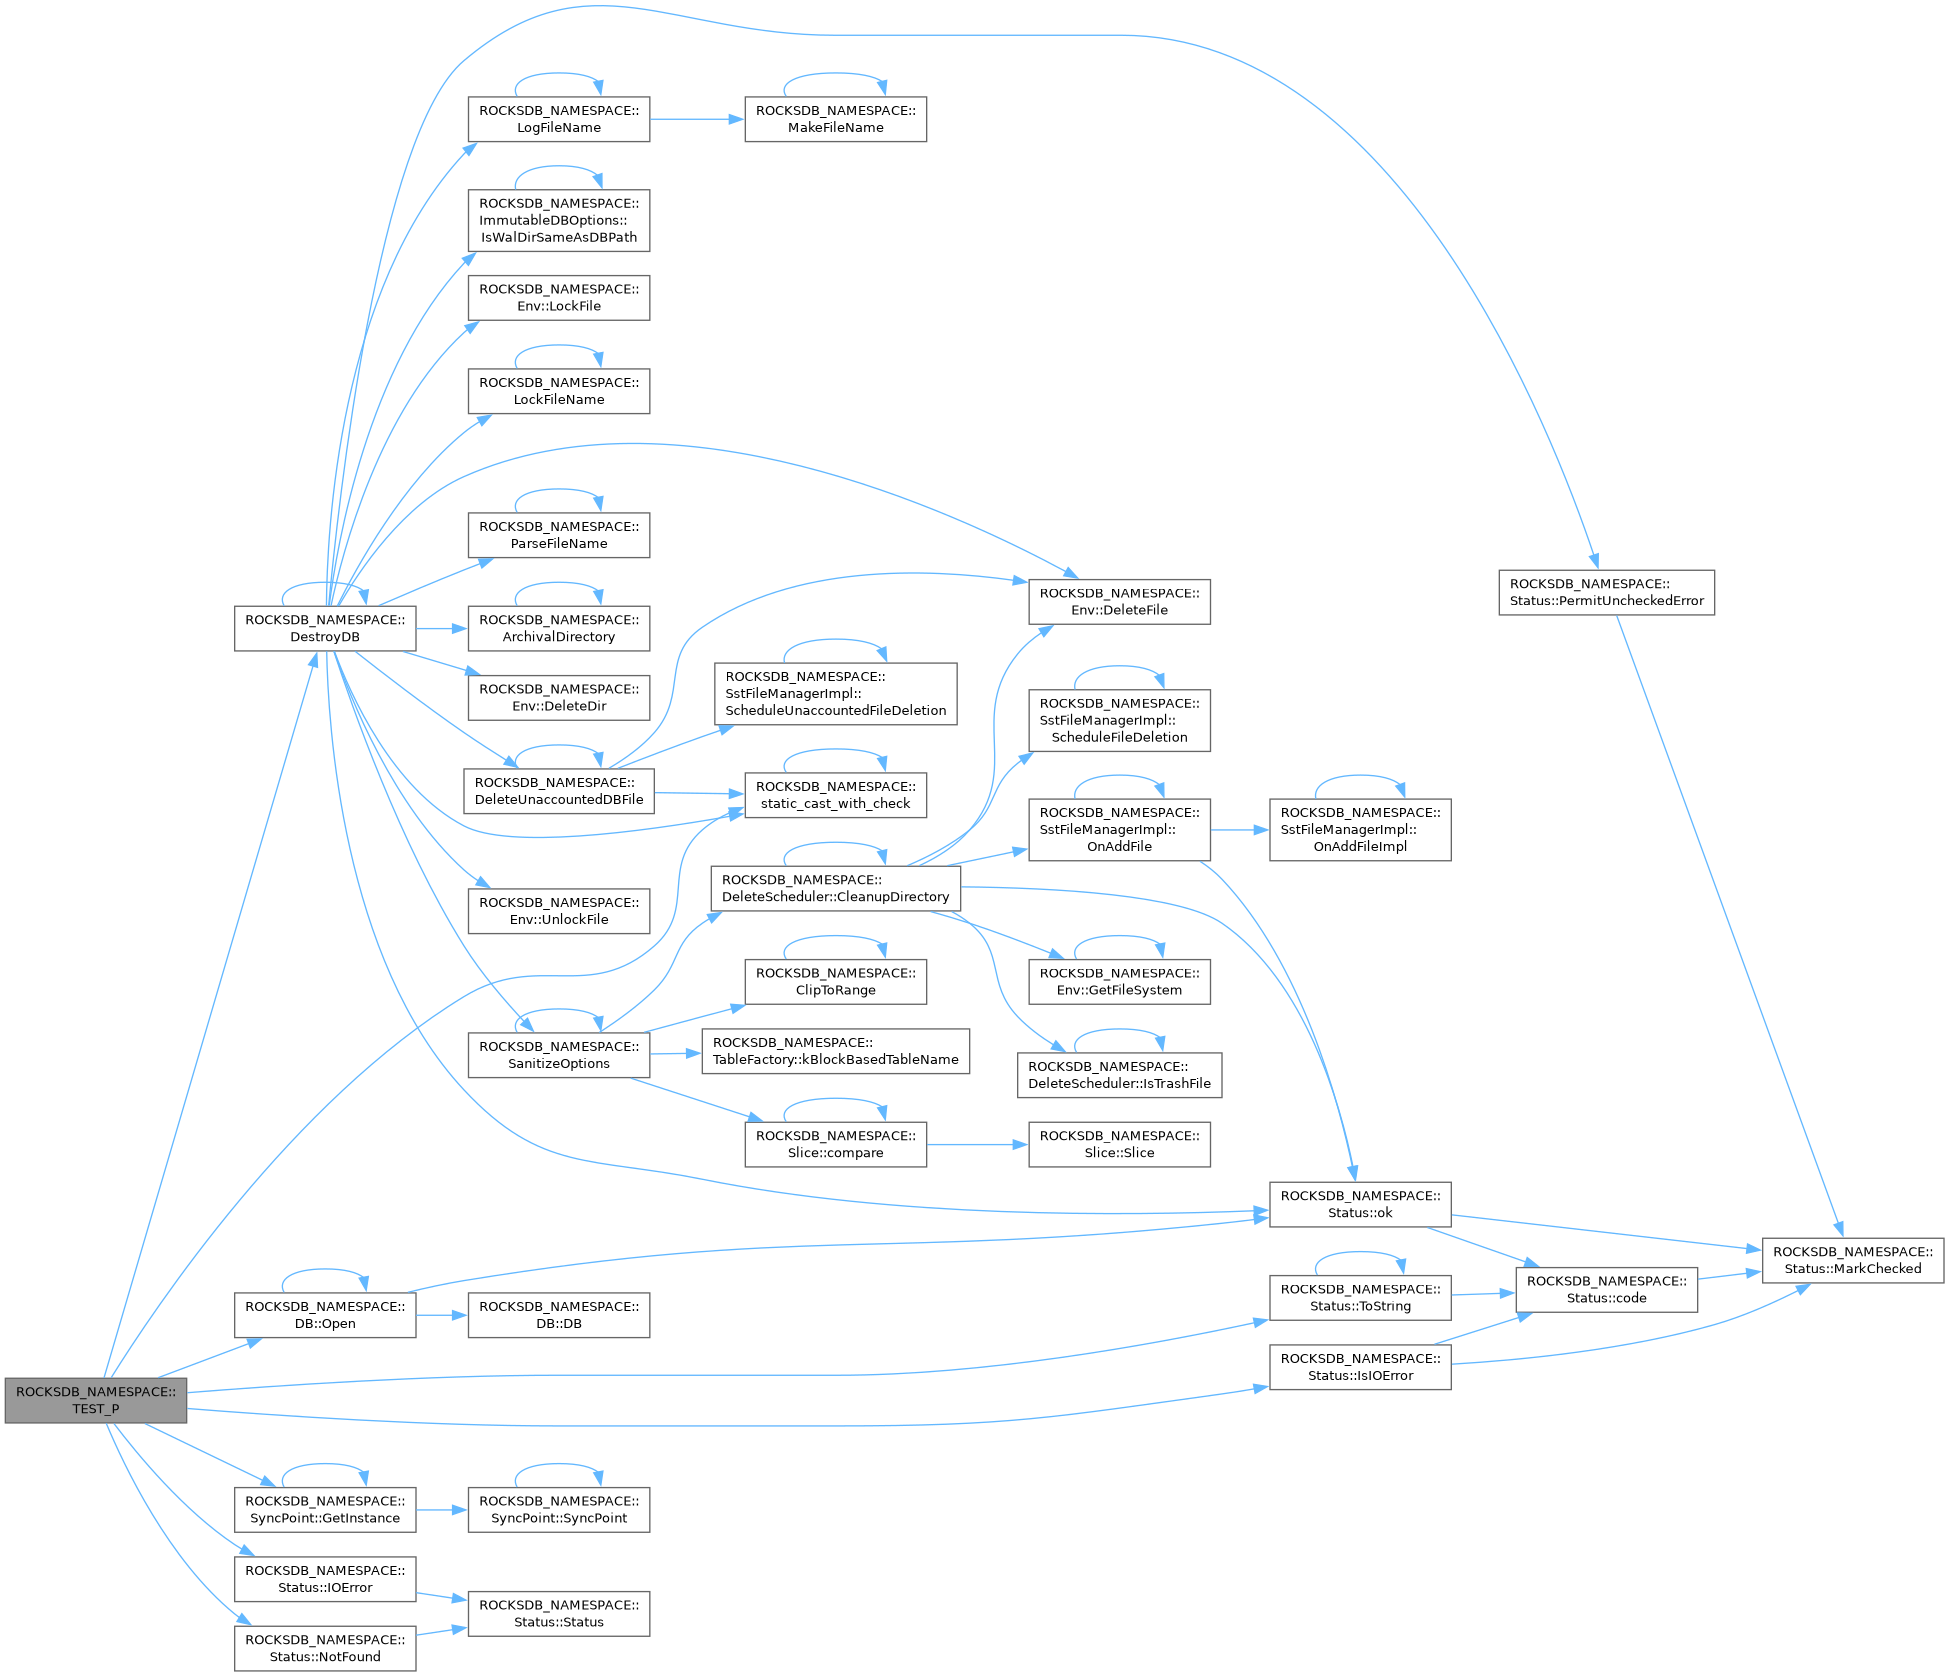 ROCKSDB_NAMESPACE::
LogFileName
ROCKSDB_NAMESPACE::
MakeFileName
ROCKSDB_NAMESPACE::
ImmutableDBOptions::
IsWalDirSameAsDBPath
ROCKSDB_NAMESPACE::
Env::LockFile
ROCKSDB_NAMESPACE::
LockFileName
ROCKSDB_NAMESPACE::
ParseFileName
ROCKSDB_NAMESPACE::
Env::DeleteFile
ROCKSDB_NAMESPACE::
Status::PermitUncheckedError
ROCKSDB_NAMESPACE::
DestroyDB
ROCKSDB_NAMESPACE::
ArchivalDirectory
ROCKSDB_NAMESPACE::
Env::DeleteDir
ROCKSDB_NAMESPACE::
SstFileManagerImpl::
ScheduleUnaccountedFileDeletion
ROCKSDB_NAMESPACE::
SstFileManagerImpl::
ScheduleFileDeletion
ROCKSDB_NAMESPACE::
DeleteUnaccountedDBFile
ROCKSDB_NAMESPACE::
static_cast_with_check
ROCKSDB_NAMESPACE::
SstFileManagerImpl::
OnAddFile
ROCKSDB_NAMESPACE::
SstFileManagerImpl::
OnAddFileImpl
ROCKSDB_NAMESPACE::
DeleteScheduler::CleanupDirectory
ROCKSDB_NAMESPACE::
Env::UnlockFile
ROCKSDB_NAMESPACE::
ClipToRange
ROCKSDB_NAMESPACE::
Env::GetFileSystem
ROCKSDB_NAMESPACE::
SanitizeOptions
ROCKSDB_NAMESPACE::
TableFactory::kBlockBasedTableName
ROCKSDB_NAMESPACE::
DeleteScheduler::IsTrashFile
ROCKSDB_NAMESPACE::
Slice::compare
ROCKSDB_NAMESPACE::
Slice::Slice
ROCKSDB_NAMESPACE::
Status::ok
ROCKSDB_NAMESPACE::
Status::MarkChecked
ROCKSDB_NAMESPACE::
Status::code
ROCKSDB_NAMESPACE::
Status::ToString
ROCKSDB_NAMESPACE::
DB::Open
ROCKSDB_NAMESPACE::
DB::DB
ROCKSDB_NAMESPACE::
Status::IsIOError
ROCKSDB_NAMESPACE::
TEST_P
ROCKSDB_NAMESPACE::
SyncPoint::GetInstance
ROCKSDB_NAMESPACE::
SyncPoint::SyncPoint
ROCKSDB_NAMESPACE::
Status::IOError
ROCKSDB_NAMESPACE::
Status::Status
ROCKSDB_NAMESPACE::
Status::NotFound